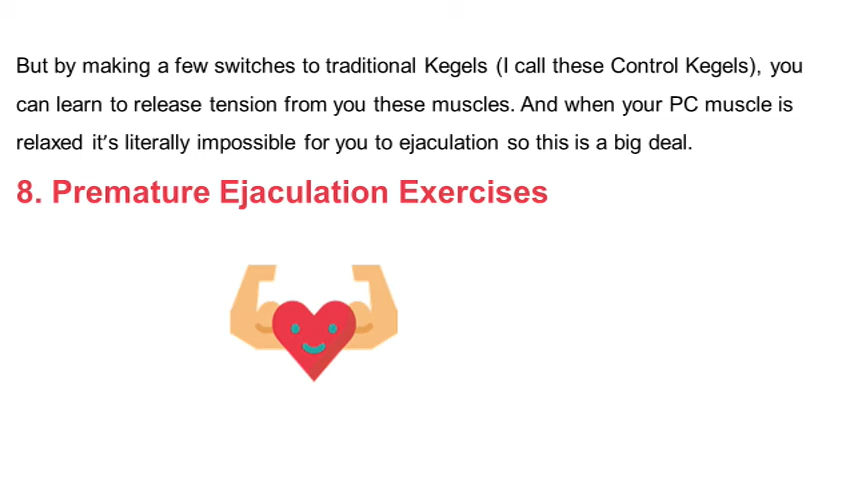 But by making a few switches to traditional Kegels (I call these Control Kegels), you
can learn to release tension from you these muscles. And when your PC muscle is
relaxed it's literally impossible for you to ejaculation so this is a big deal.
8. Premature Ejaculation Exercises